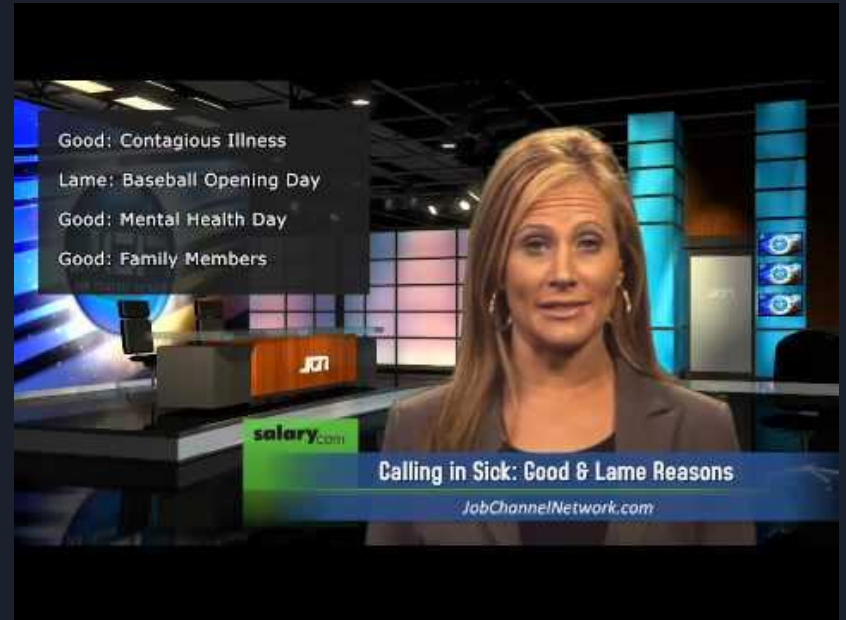 Good: Contagious Illness
Lame: Baseball Opening Day
Good: Mental Health Day
Good: Family Members
JCN
JCN
salary.com
Calling in Sick: Good & Lame Reasons
JobChannelNetwork.com